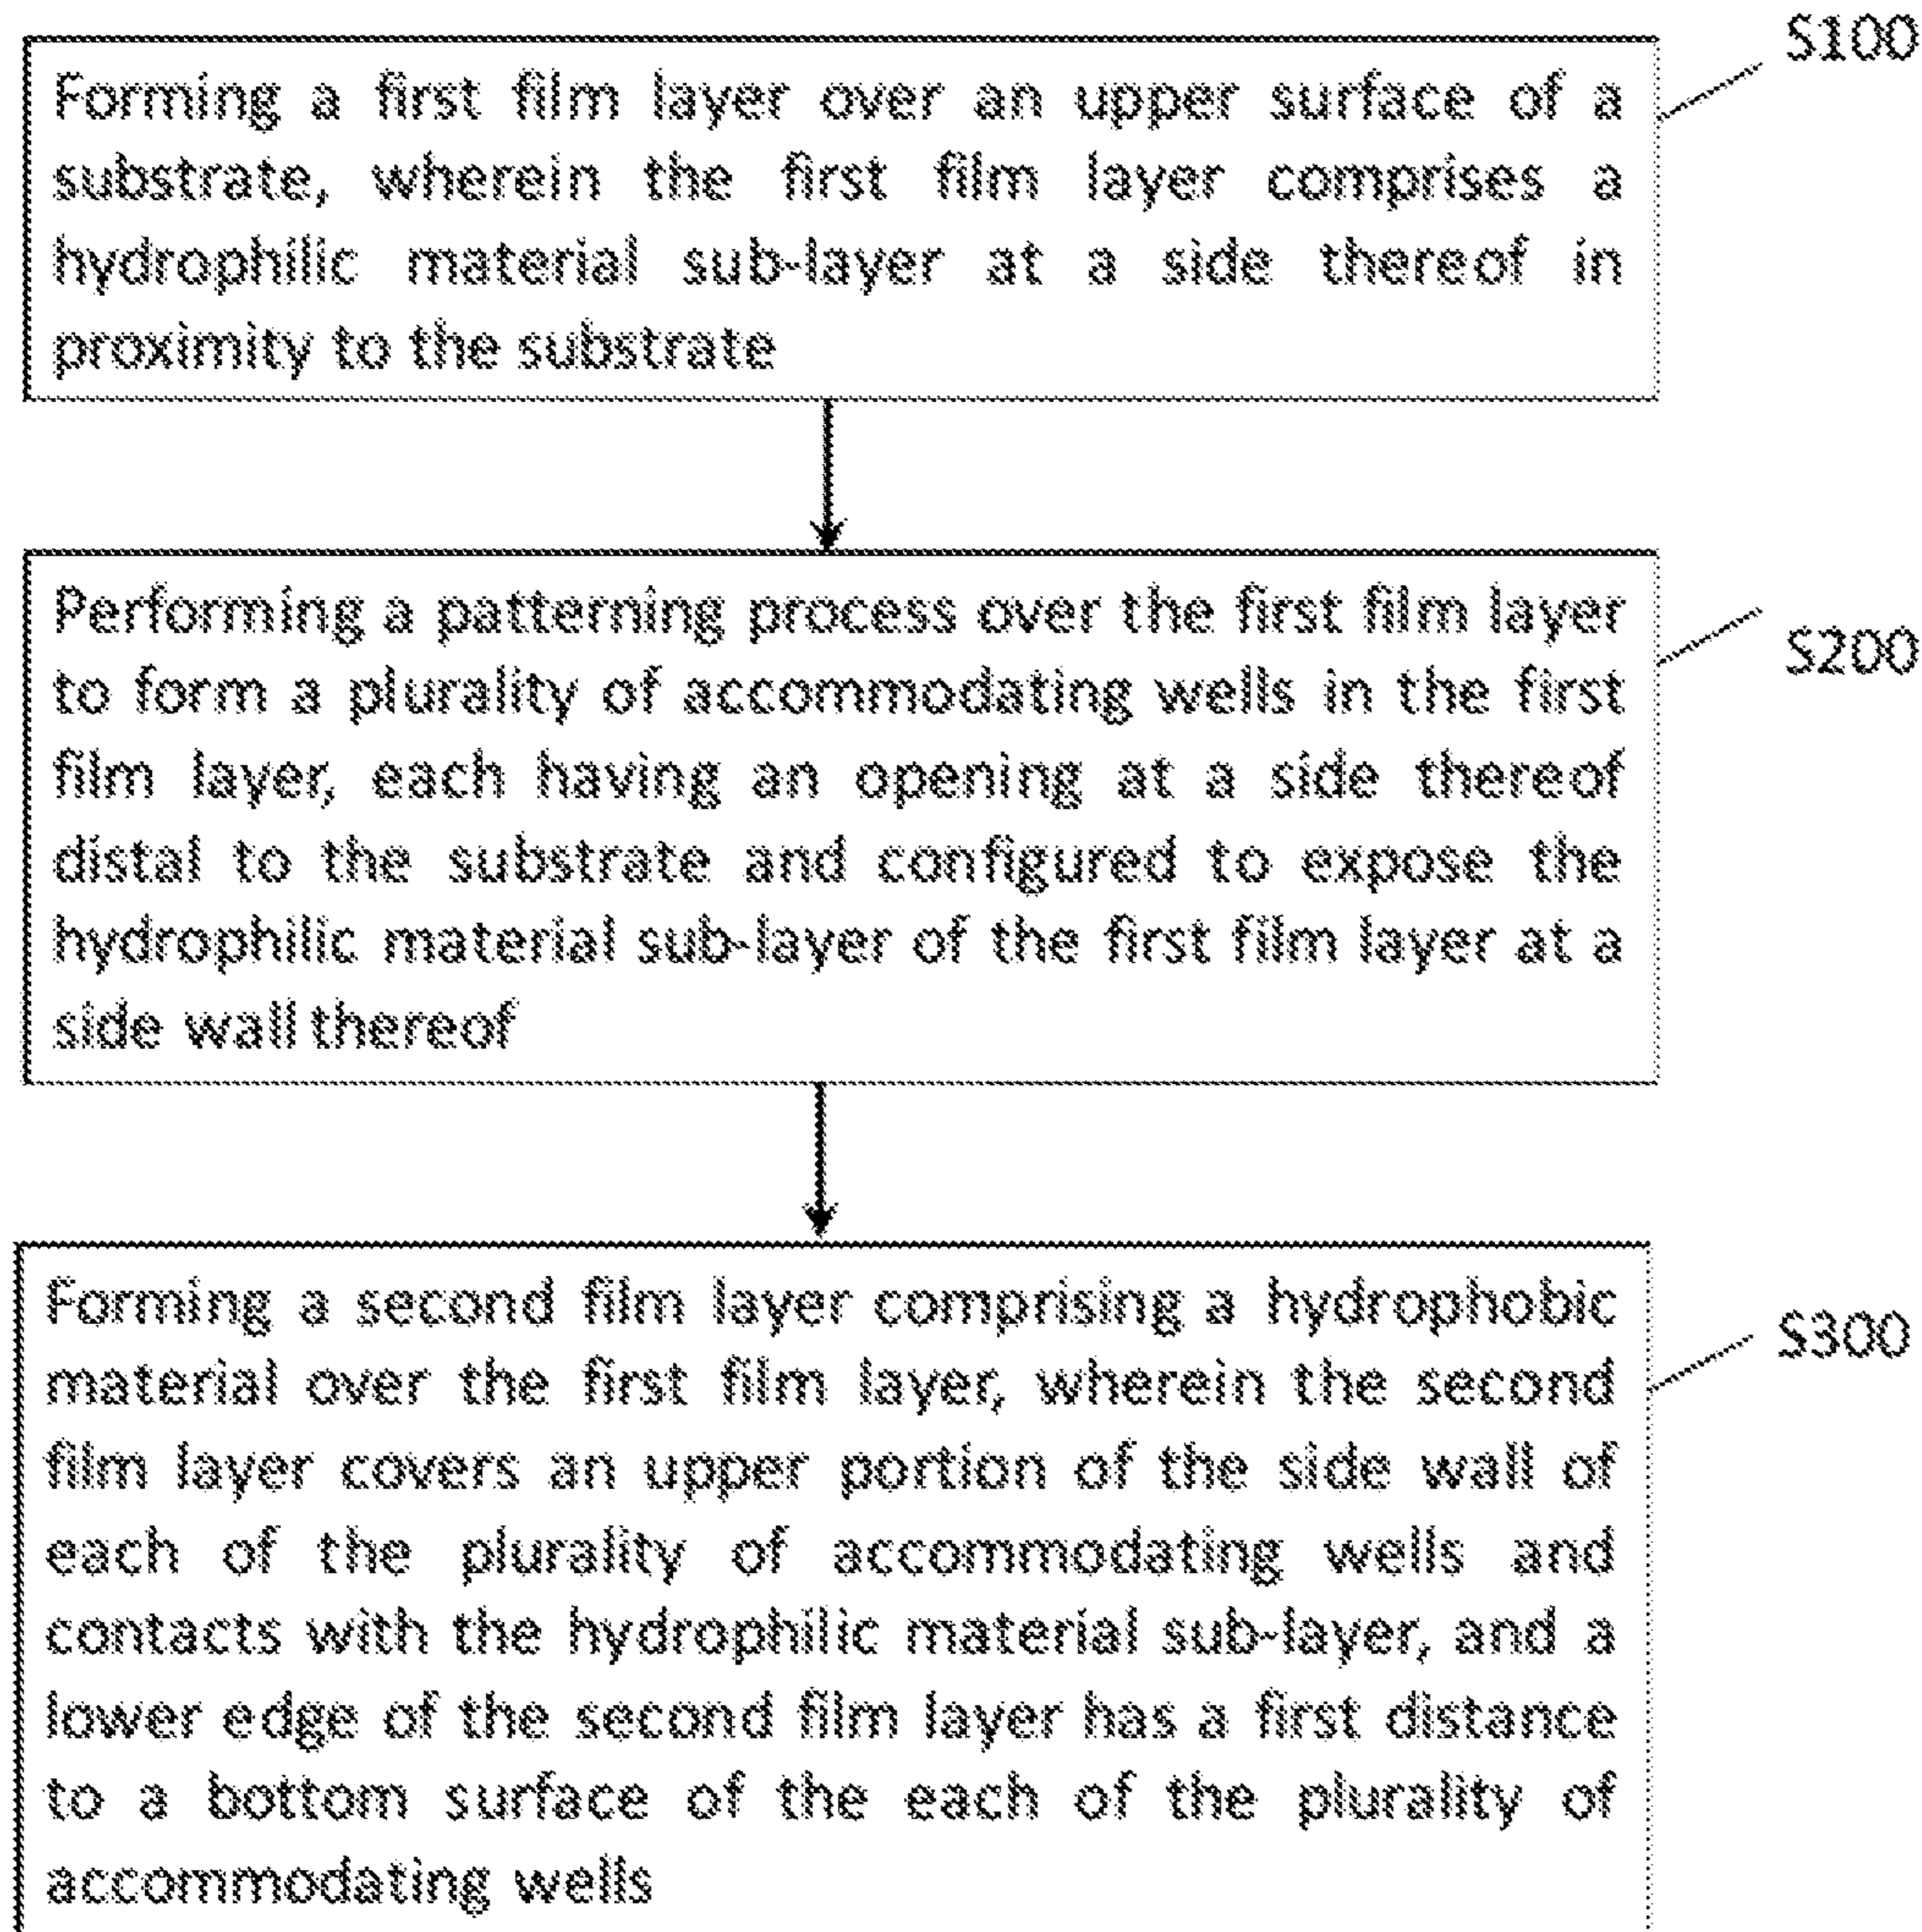 S100
Forming a first film layer over an upper surface of a
substrate, wherein the first film layer comprises a
hydrophilic material sub-layer at a side thereof in
proximity to the substrate
Performing a patterning process over the first film layer
S200
to form a plurality of accommodating wells in the first
film layer, each having an opening at a side thereof
distal to the substrate and configured to expose the
hydrophilic material sub-layer of the first film layer at a
side wall thereof
Forming a second film layer comprising a hydrophobic
S300
material over the first film layer, wherein the second
film layer covers an upper portion of the side wall of
each of the plurality of accommodating wells and
contacts with the hydrophilic material sub-layer, and a
lower edge of the second film layer has a first distance
to a bottom surface of the each of the plurality of
accommodating wells